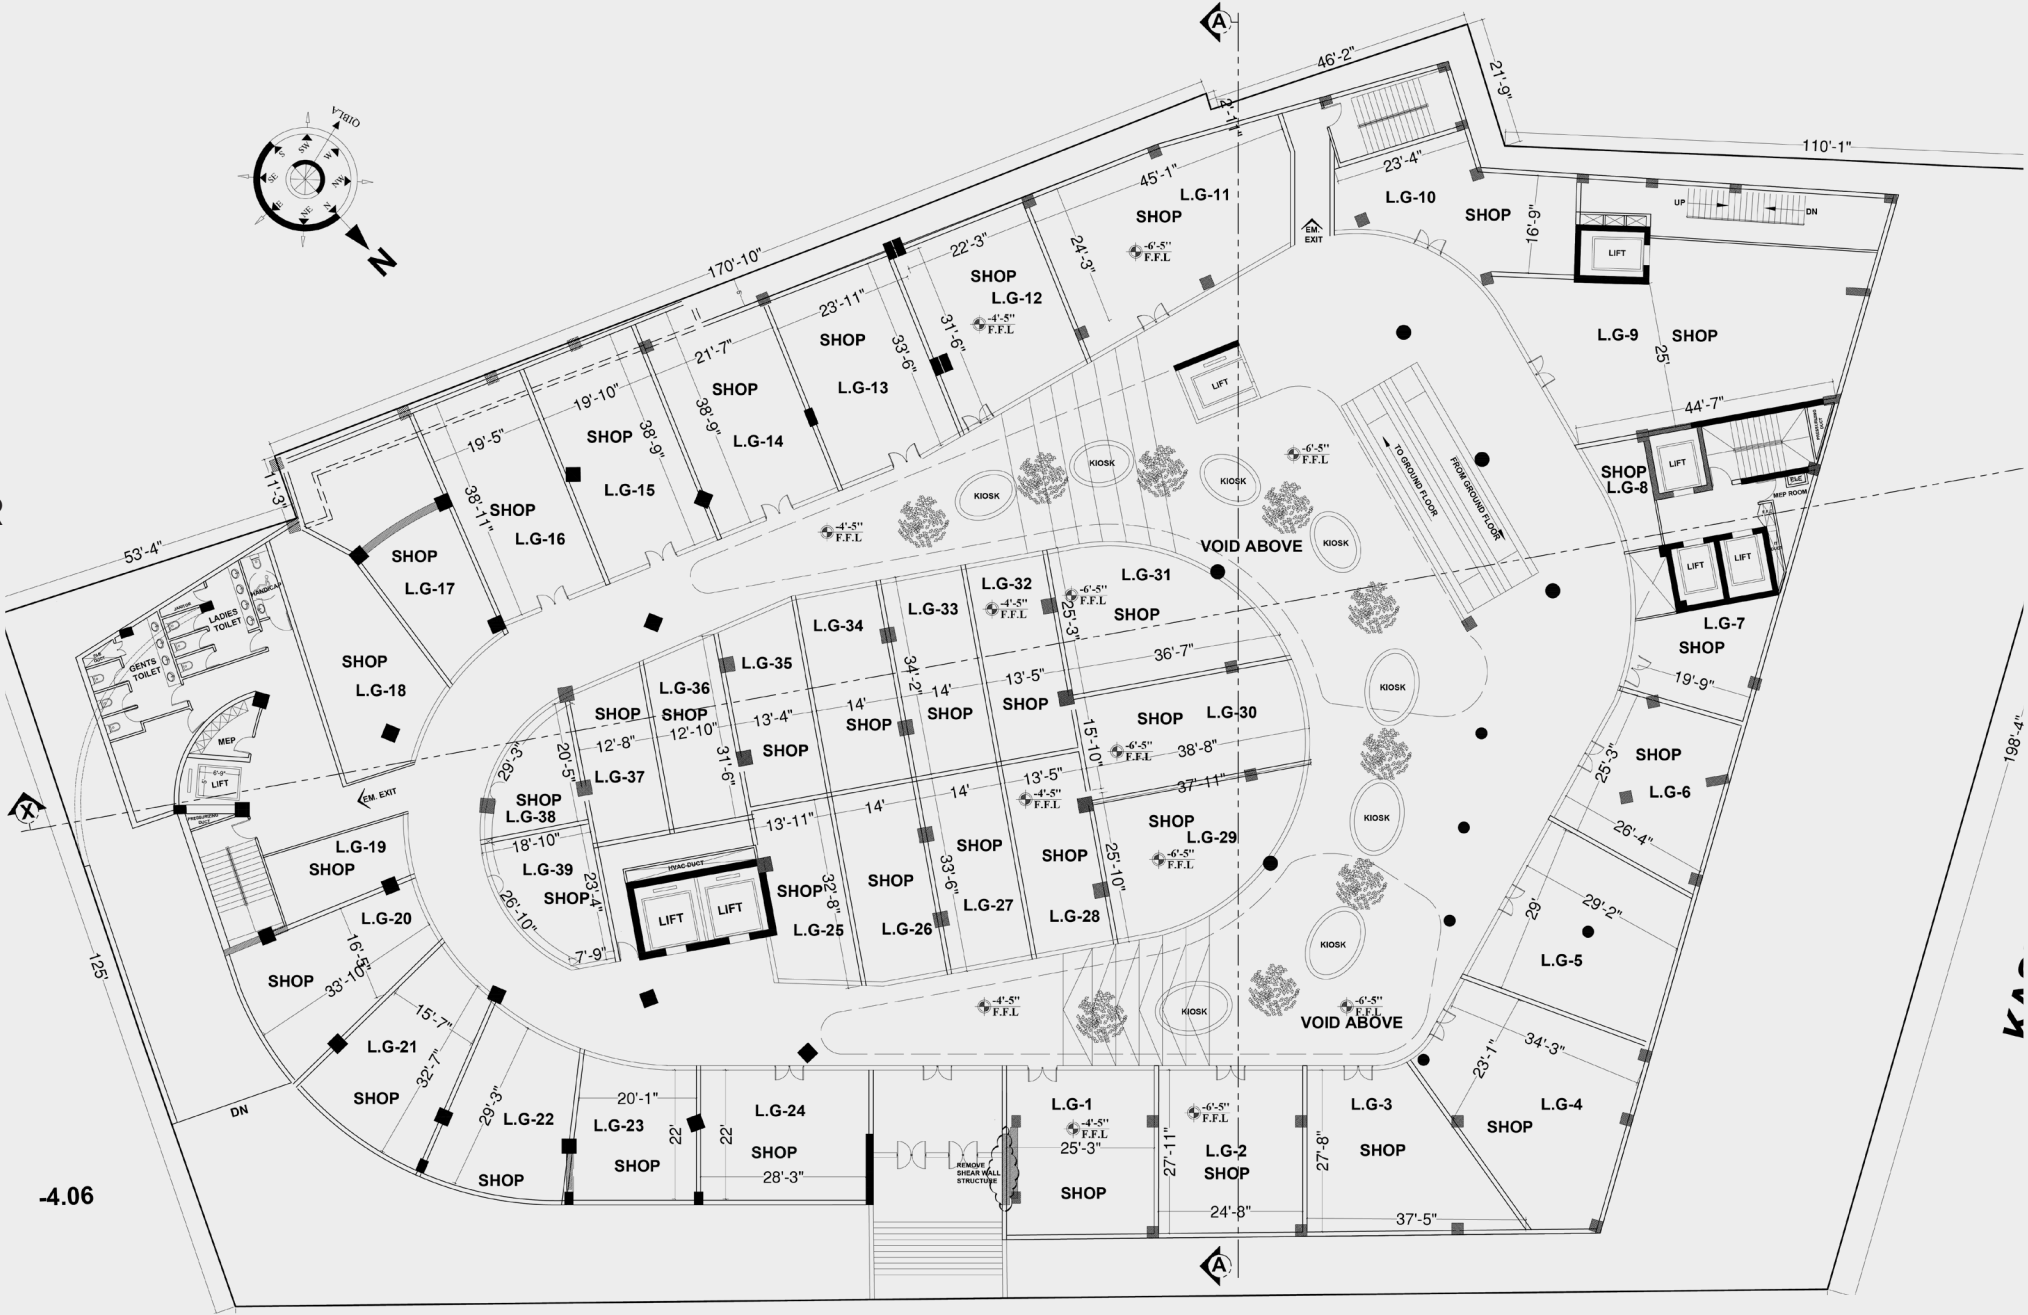 A
46'-2"
21'-9"
2'-11"
110'-1"
QIBLA
S
SW
W
SE
NW
E
NE
N
N
45'-1"
L.G-11
SHOP
-6'-5"
F.F.L
24'-3"
23'-4"
L.G-10
SHOP
16'-9"
EM.
EXIT
UP
DN
LIFT
170'-10"
22'-3"
SHOP
L.G-12
-4'-5"
F.F.L
31'-6"
23'-11"
SHOP
33'-6"
L.G-13
21'-7"
SHOP
38'-9"
L.G-14
19'-10"
SHOP
38'-9"
L.G-15
19'-5"
38'-11"
SHOP
L.G-16
11'-3"
SHOP
L.G-17
53'-4"
L.G-9
SHOP
25'
44'-7"
LIFT
SHOP
L.G-8
LIFT
MEP ROOM
LIFT
LIFT
LIFT
-6'-5"
F.F.L
TO GROUND FLOOR
FROM GROUND FLOOR
KIOSK
KIOSK
KIOSK
KIOSK
-4'-5"
F.F.L
VOID ABOVE
JANITOR
LADIES
TOILET
HANDICAP
GENTS
TOILET
SHOP
L.G-18
MEP
6'-9"
LIFT
EM. EXIT
X
L.G-32
-4'-5"
F.F.L
-6'-5"
F.F.L
L.G-31
SHOP
25'-3"
36'-7"
L.G-33
L.G-34
L.G-35
L.G-36
SHOP
SHOP
12'-8"
12'-10"
13'-4"
SHOP
14'
SHOP
34'-2"
14'
SHOP
13'-5"
SHOP
31'-6"
20'-5"
L.G-37
29'-3"
SHOP
L.G-38
18'-10"
L.G-39
SHOP
23'-4"
26'-10"
7'-9"
HVAC DUCT
LIFT
LIFT
SHOP
L.G-30
-6'-5"
F.F.L
38'-8"
15'-10"
37'-11"
SHOP
L.G-29
-6'-5"
F.F.L
25'-10"
13'-5"
-4'-5"
F.F.L
14'
14'
13'-11"
SHOP
32'-8"
L.G-25
SHOP
L.G-26
33'-6"
SHOP
L.G-27
SHOP
L.G-28
L.G-7
SHOP
19'-9"
SHOP
25'-3"
L.G-6
26'-4"
198'-4"
KIOSK
KIOSK
KIOSK
KIOSK
29'
29'-2"
L.G-5
L.G-19
SHOP
L.G-20
16'-5"
SHOP
33'-10"
125'
15'-7"
L.G-21
32'-7"
SHOP
DN
29'-3"
L.G-22
SHOP
20'-1"
L.G-23
22'
SHOP
22'
L.G-24
SHOP
28'-3"
-4'-5"
F.F.L
-6'-5"
F.F.L
VOID ABOVE
REMOVE
SHEAR WALL
STRUCTURE
L.G-1
-4'-5"
F.F.L
25'-3"
SHOP
27'-11"
-6'-5"
F.F.L
L.G-2
SHOP
24'-8"
27'-8"
L.G-3
SHOP
37'-5"
23'-1"
34'-3"
L.G-4
SHOP
-4.06
A